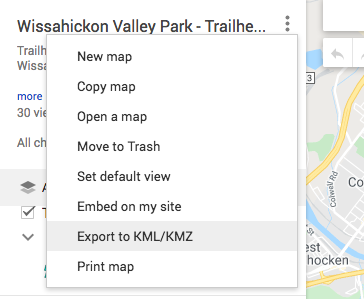 Wissahickon Valley Park - Trailhe...
Trailh
Wissa
New map
Copy map
more
Open a map
30 vie
Move to Trash
All ch
Set default view
A
Embed on my site
T
Export to KML/KMZ
Print map
3
Colwell Rd
est
hocken